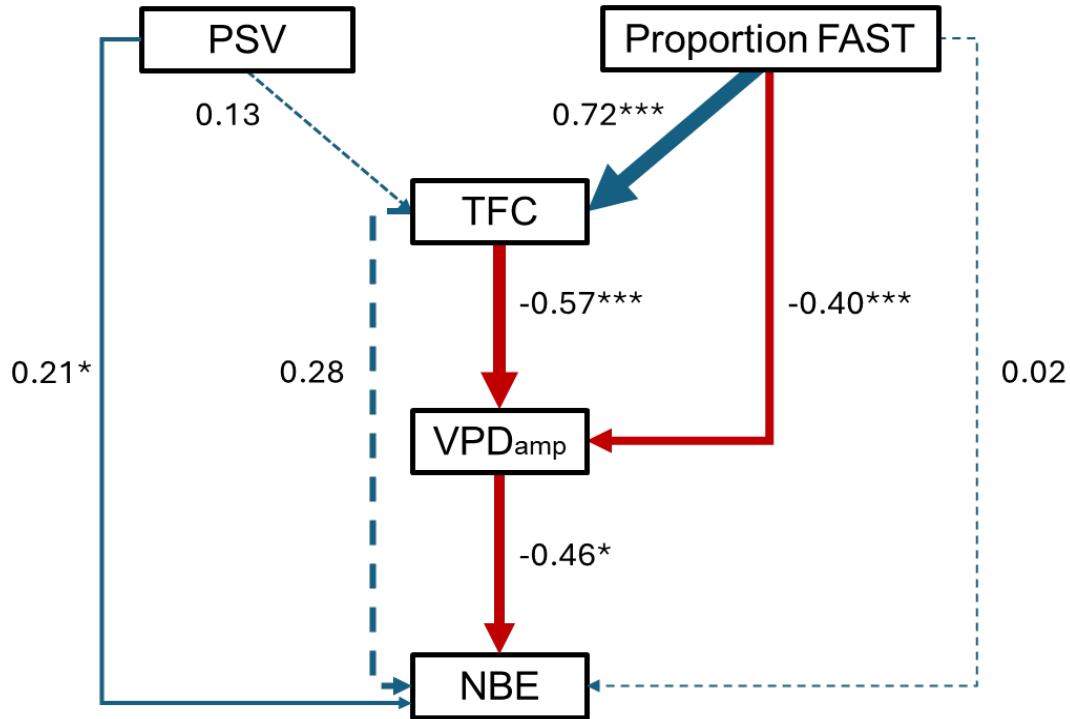 PSV
Proportion FAST
0.13
0.72***
TFC
-0.57***
-0.40***
0.21*
0.28
0.02
VPDamp
-0.46*
NBE